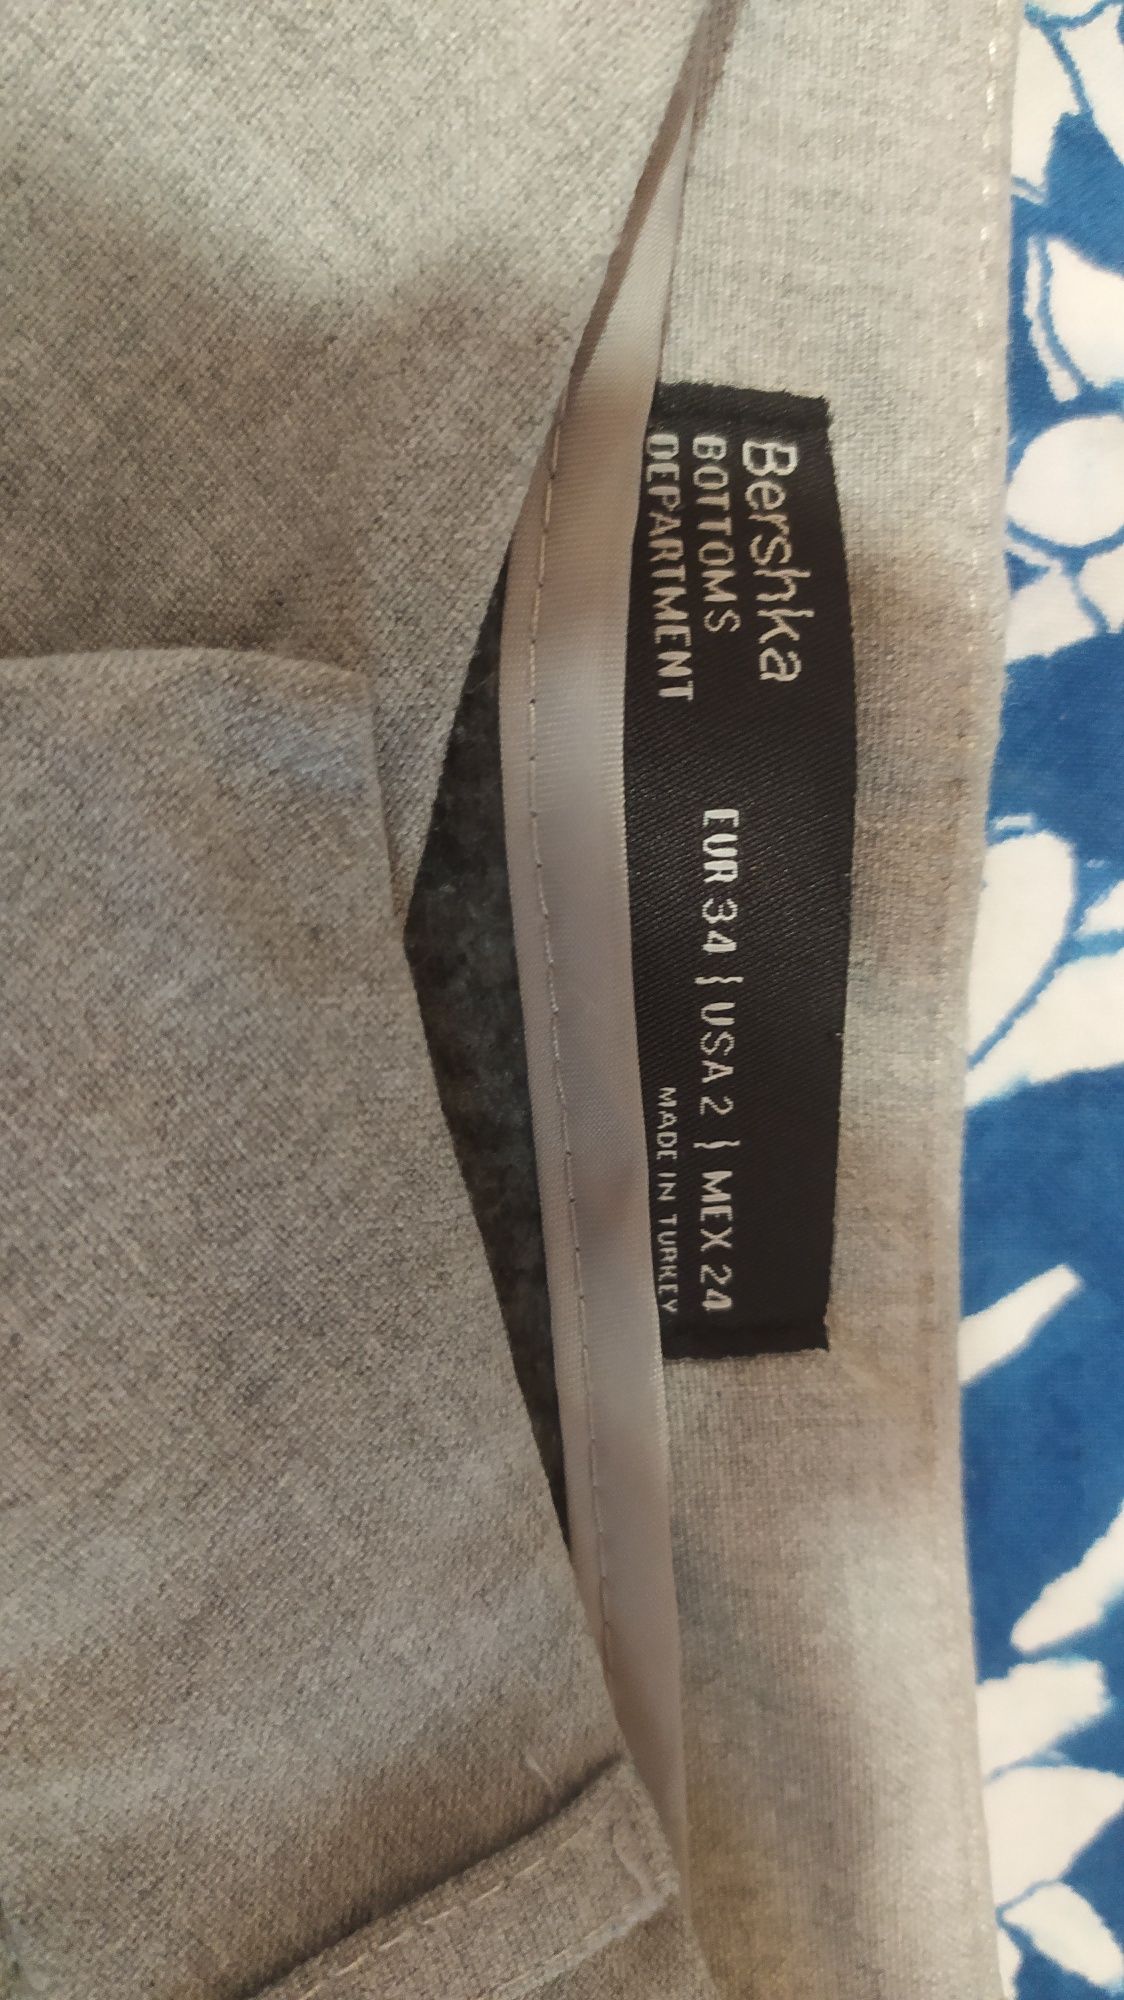 Bershka
BOTTOMS
DEPARTMENT
EUR 34 | USA 2 | MEX 24
MADE IN TURKEY